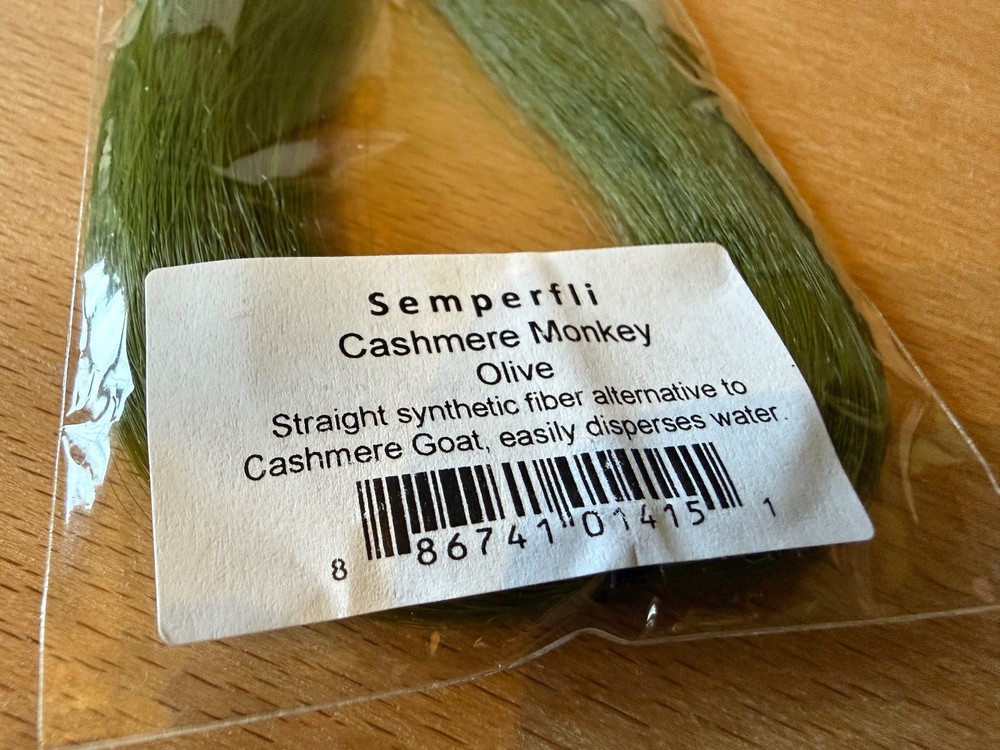 Semperfli
Cashmere Monkey
Olive
Straight synthetic fiber alternative to
Cashmere Goat, easily disperses water.
8 86741 01415 1